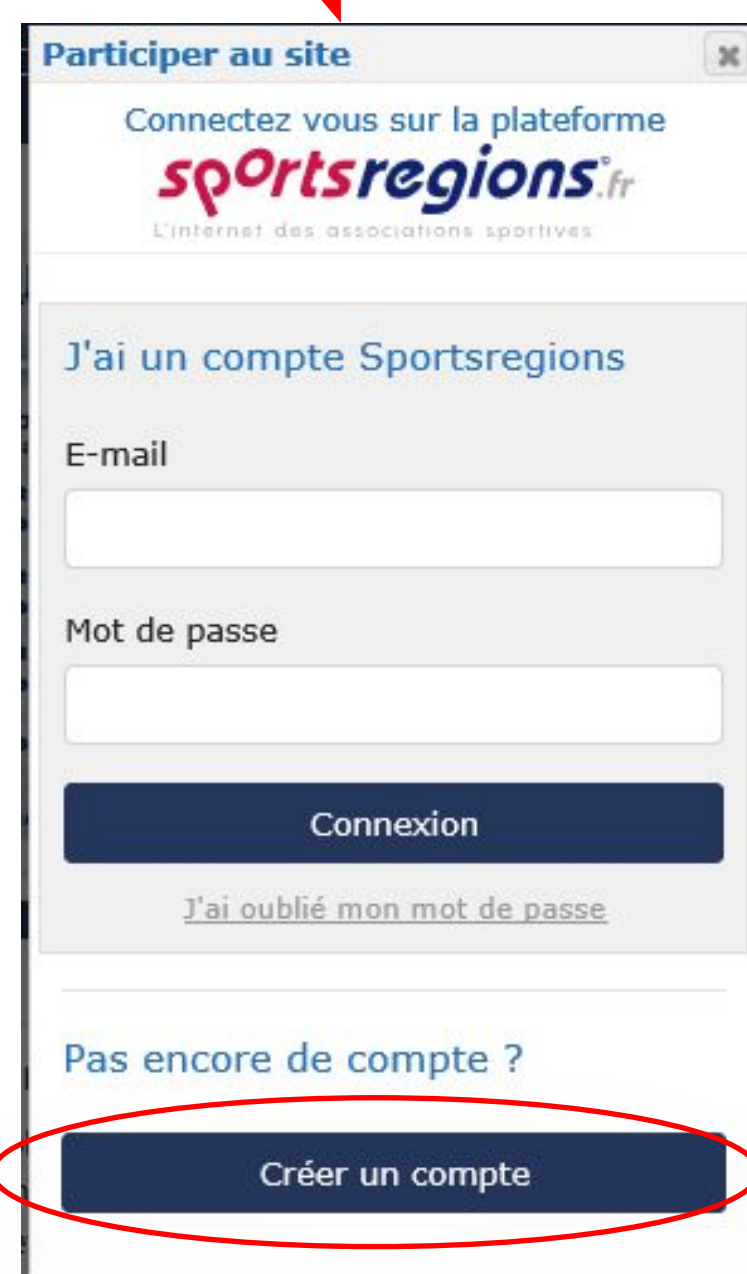 Participer au site
Connectez vous sur la plateforme
sportsregions.fr
L'internet des associations sportives
J'ai un compte Sportsregions
E-mail
Mot de passe
Connexion
J'ai oublié mon mot de passe
Pas encore de compte ?
Créer un compte